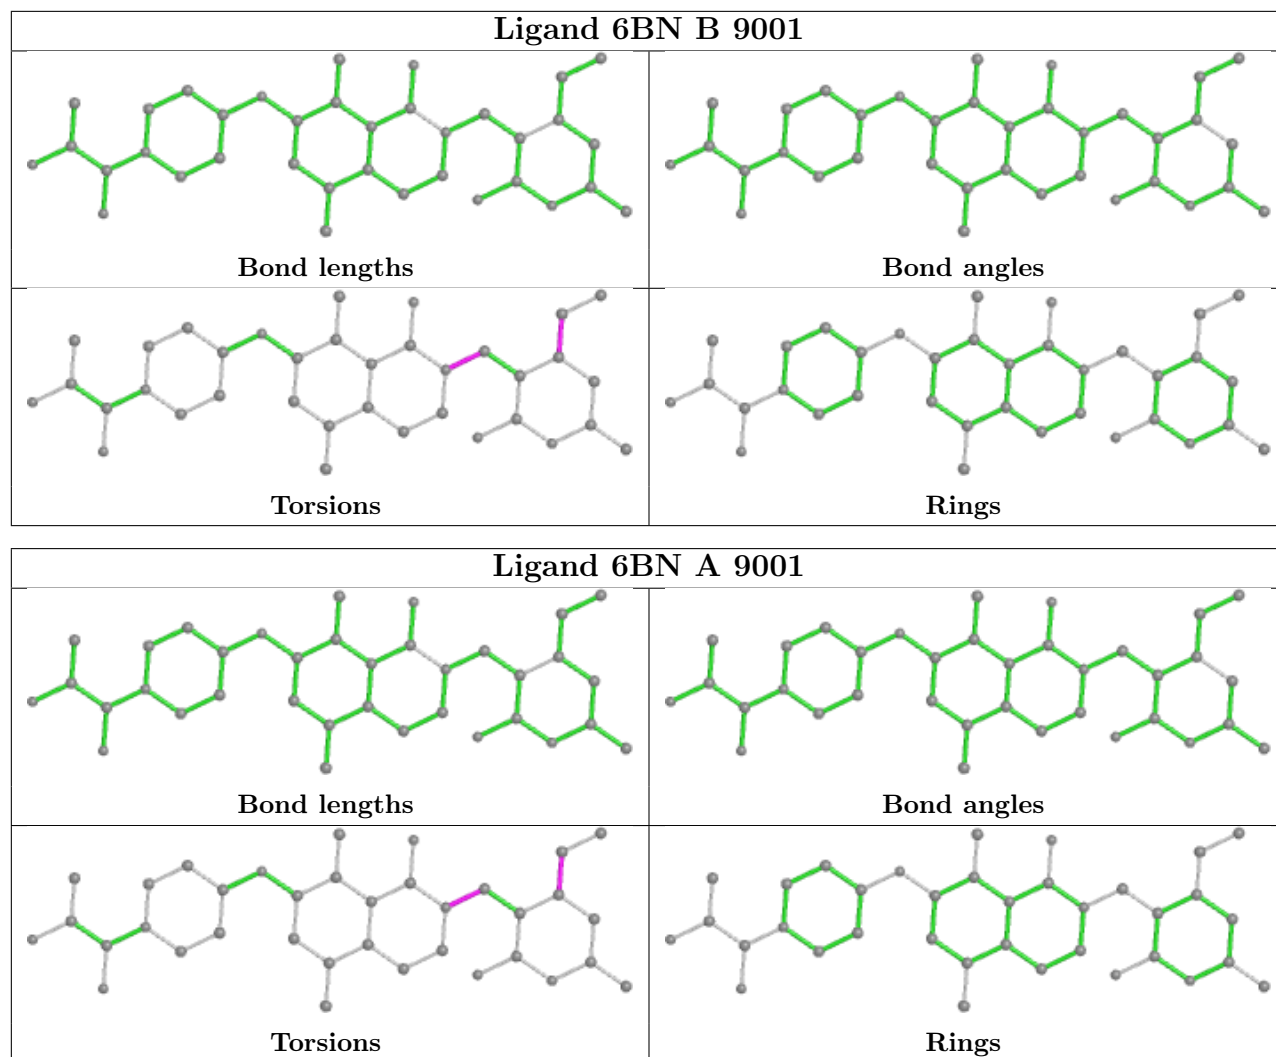 Ligand 6BN B 9001
Bond lengths
Bond angles
Torsions
Rings
Ligand 6BN A 9001
Bond lengths
Bond angles
Torsions
Rings